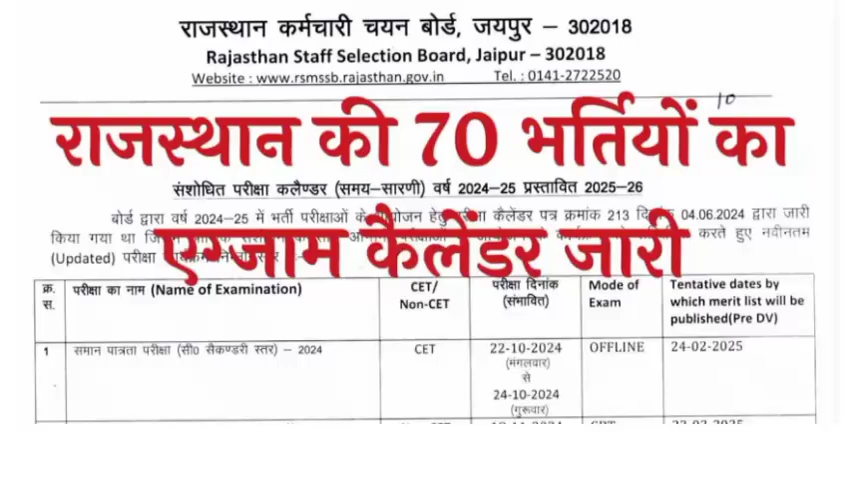 राजस्थान कर्मचारी चयन बोर्ड, जयपुर – 302018
Rajasthan Staff Selection Board, Jaipur – 302018
Website : www.rsmssb.rajasthan.gov.in Tel. : 0141-2722520
10
राजस्थान की 70 भर्तियों का
संशोधित परीक्षा कलैण्डर (समय-सारणी) वर्ष 2024-25 प्रस्तावित 2025-26
बोर्ड द्वारा वर्ष 2024-25 में भर्ती परीक्षाओं के हेतु परीक्षा कैलेंडर पत्र क्रमांक 213 दिनांक 04.06.2024 द्वारा जारी
किया गया था करते हुए नवीनतम
(Updated) परीक्षा
एग्जाम कैलेंडर जारी
क्र. स. परीक्षा का नाम (Name of Examination) CET/ Non-CET परीक्षा दिनांक (संभावित) Mode of Exam Tentative dates by which merit list will be published(Pre DV)
1 समान पात्रता परीक्षा (सी0 सैकण्डरी स्तर) – 2024 CET 22-10-2024 OFFLINE 24-02-2025
(मंगलवार)
से
24-10-2024
(गुरूवार)